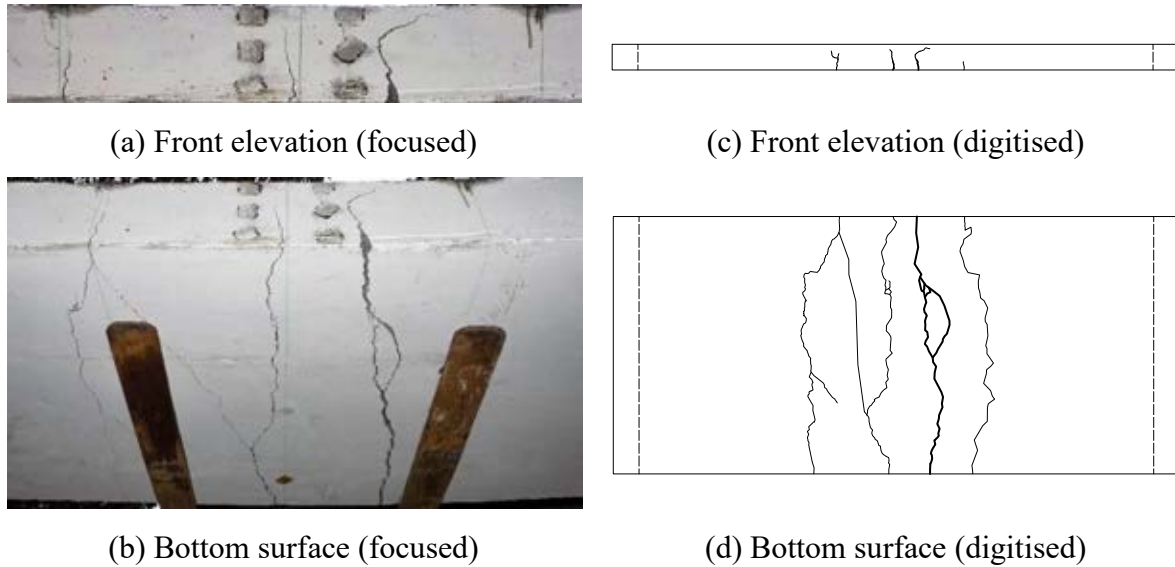 (a) Front elevation (focused)
(c) Front elevation (digitised)
(b) Bottom surface (focused)
(d) Bottom surface (digitised)